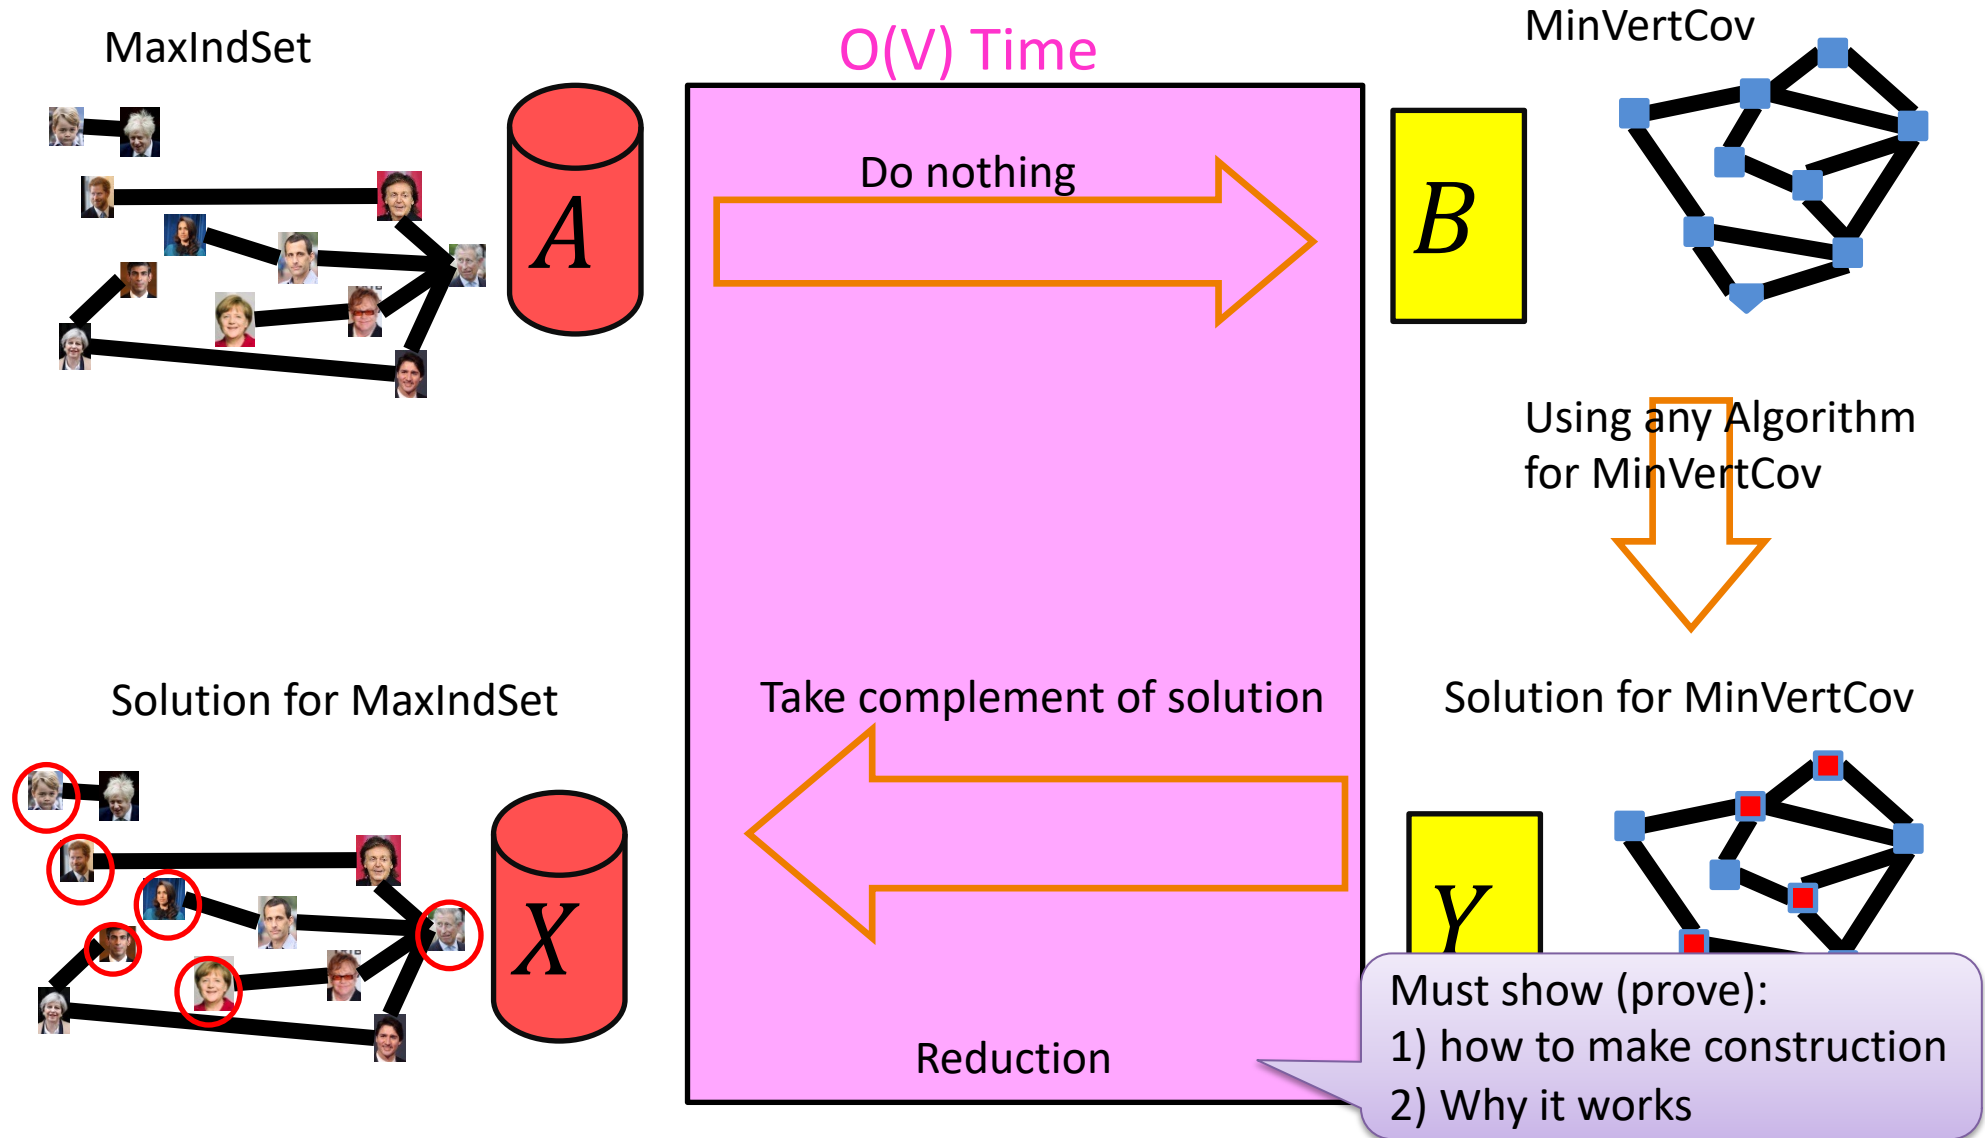 MaxIndSet
O(V) Time
MinVertCov
A
Do nothing
B
Using any Algorithm
for MinVertCov
Solution for MaxIndSet
Take complement of solution
Solution for MinVertCov
X
Y
Reduction
Must show (prove):
1) how to make construction
2) Why it works